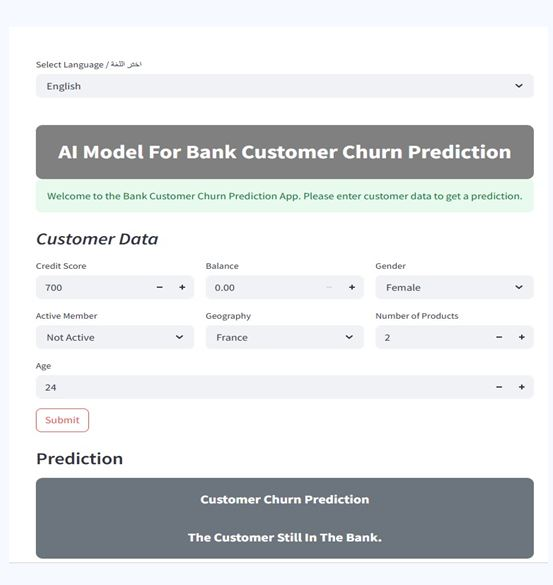 Select Language / اختر اللغة
English
AI Model For Bank Customer Churn Prediction
Welcome to the Bank Customer Churn Prediction App. Please enter customer data to get a prediction.
Customer Data
Credit Score
Balance
Gender
700
0.00
Female
Active Member
Geography
Number of Products
Not Active
France
2
Age
24
Submit
Prediction
Customer Churn Prediction
The Customer Still In The Bank.